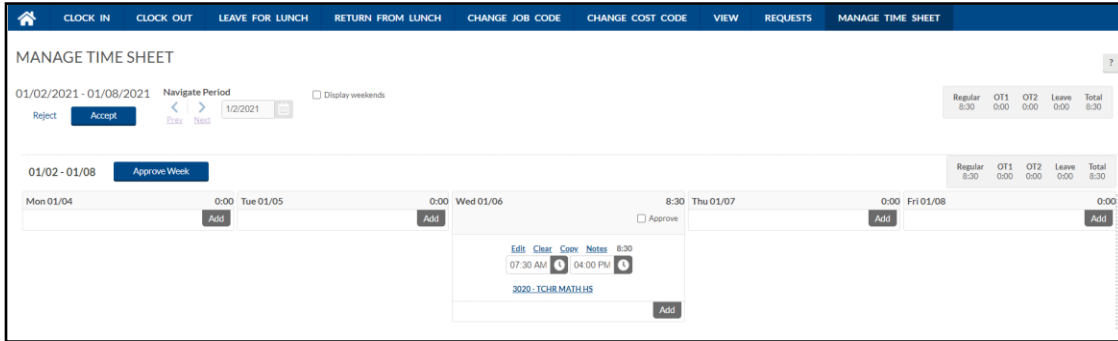 CLOCK IN CLOCK OUT LEAVE FOR LUNCH RETURN FROM LUNCH CHANGE JOB CODE CHANGE COST CODE VIEW REQUESTS MANAGE TIME SHEET
MANAGE TIME SHEET
?
01/02/2021 - 01/08/2021 Navigate Period Display weekends
Regular OT1 OT2 Leave Total
8:30 0:00 0:00 0:00 8:30
Reject Accept Prev Next 1/2/2021
01/02 - 01/08 Approve Week
Regular OT1 OT2 Leave Total
8:30 0:00 0:00 0:00 8:30
Mon 01/04 0:00 Tue 01/05 0:00 Wed 01/06 8:30 Thu 01/07 0:00 Fri 01/08 0:00
Add Add Approve Add Add
Edit Clear Copy Notes 8:30
07:30 AM 04:00 PM
3020 - TCHR MATH HS
Add